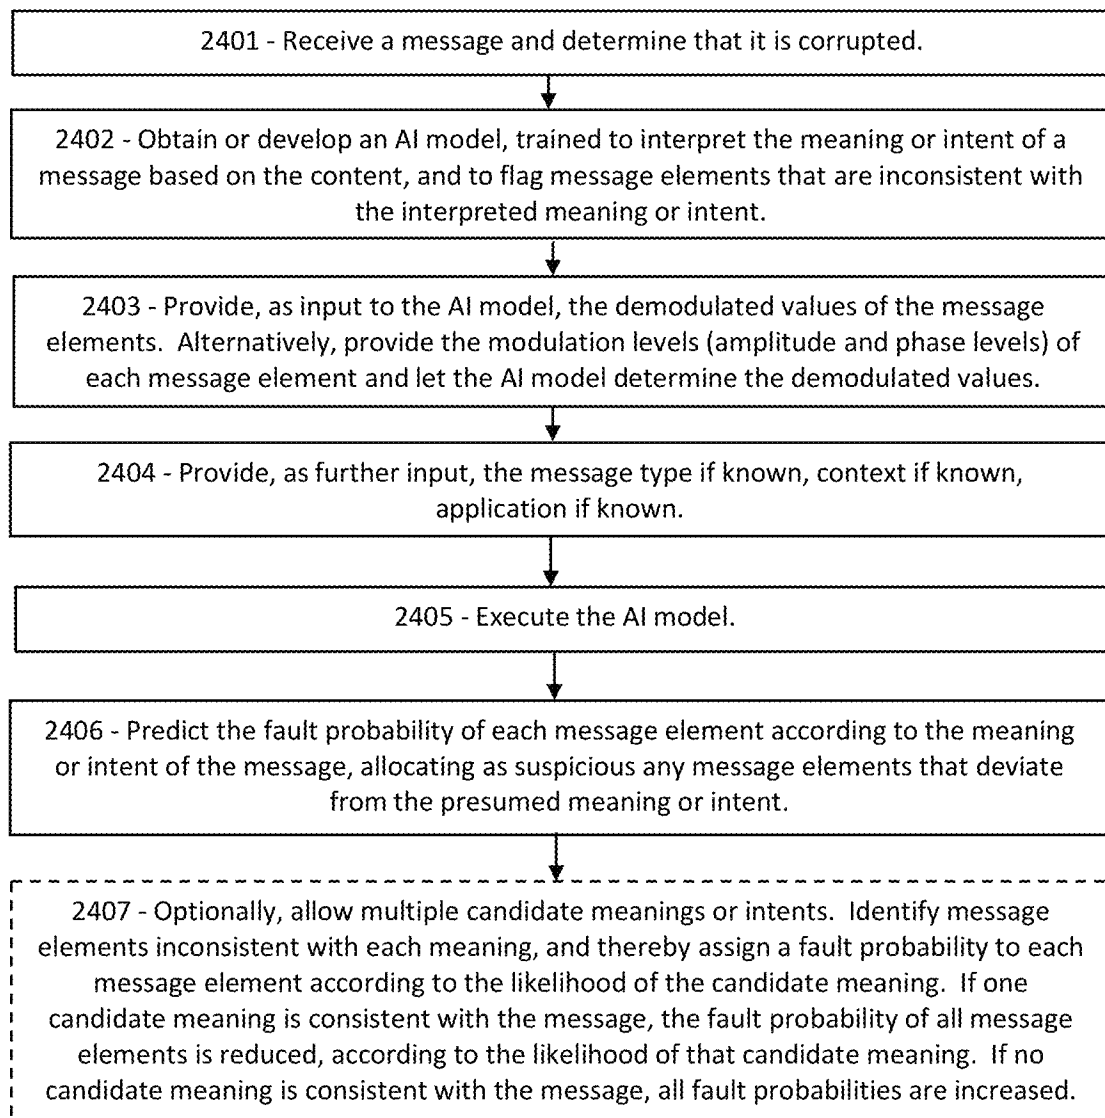 2401 - Receive a message and determine that it is corrupted.
2402 - Obtain or develop an AI model, trained to interpret the meaning or intent of a
message based on the content, and to flag message elements that are inconsistent with
the interpreted meaning or intent.
2403 - Provide, as input to the AI model, the demodulated values of the message
elements.  Alternatively, provide the modulation levels (amplitude and phase levels) of
each message element and let the AI model determine the demodulated values.
2404 - Provide, as further input, the message type if known, context if known,
application if known.
2405 - Execute the AI model.
2406 - Predict the fault probability of each message element according to the meaning
or intent of the message, allocating as suspicious any message elements that deviate
from the presumed meaning or intent.
2407 - Optionally, allow multiple candidate meanings or intents.  Identify message
elements inconsistent with each meaning, and thereby assign a fault probability to each
message element according to the likelihood of the candidate meaning.  If one
candidate meaning is consistent with the message, the fault probability of all message
elements is reduced, according to the likelihood of that candidate meaning.  If no
candidate meaning is consistent with the message, all fault probabilities are increased.